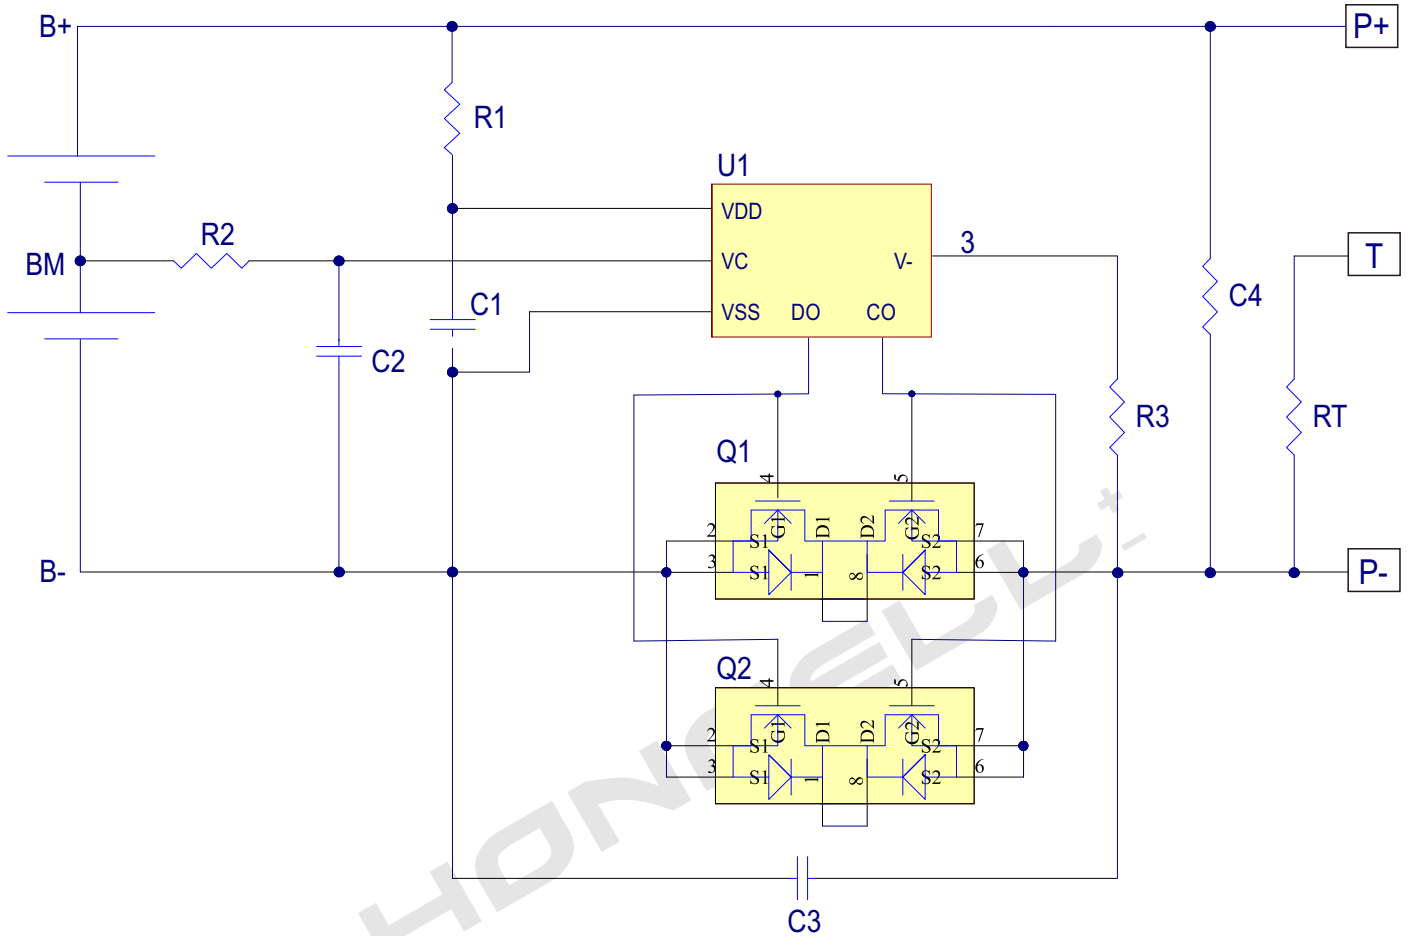 B+
P+
R1
U1
VDD
R2
3
T
BM
VC
V-
C4
C1
VSS
DO
CO
C2
R3
RT
Q1
4
5
2
S1
G1
D1
D2
G2
S2
7
B-
3
S1
1
8
S2
6
P-
Q2
4
5
2
S1
G1
D1
D2
G2
S2
7
3
S1
1
8
S2
6
C3
HONCELL